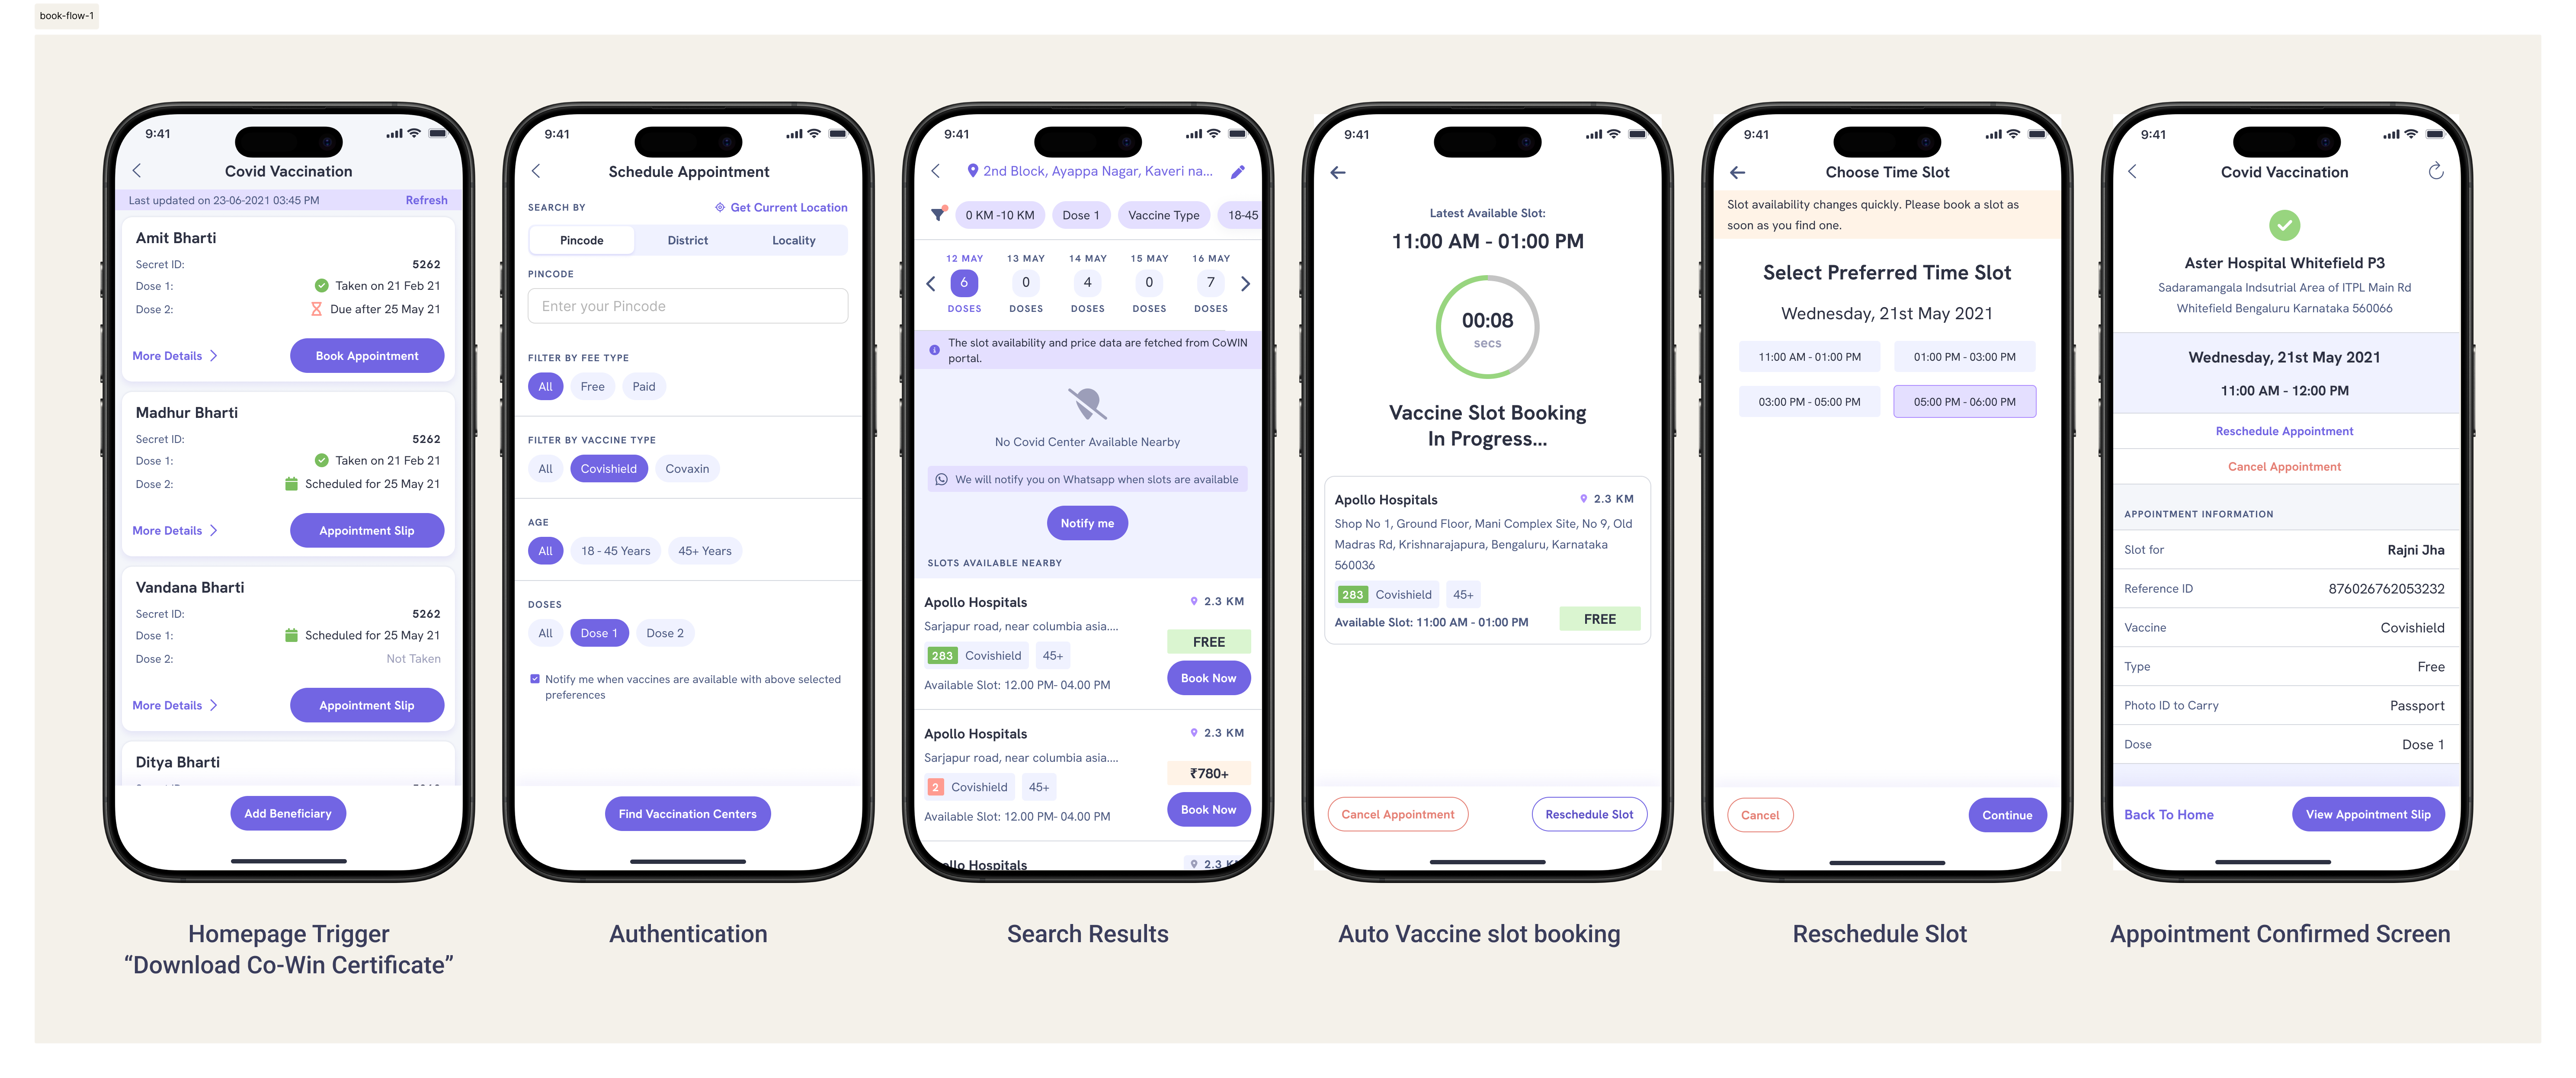 book-flow-1
9:41
Covid Vaccination
Last updated on 23-06-2021 03:45 PM Refresh
Amit Bharti
Secret ID: 5262
Dose 1: Taken on 21 Feb 21
Dose 2: Due after 25 May 21
More Details Book Appointment
Madhur Bharti
Secret ID: 5262
Dose 1: Taken on 21 Feb 21
Dose 2: Scheduled for 25 May 21
More Details Appointment Slip
Vandana Bharti
Secret ID: 5262
Dose 1: Scheduled for 25 May 21
Dose 2: Not Taken
More Details Appointment Slip
Ditya Bharti
Add Beneficiary
Homepage Trigger
“Download Co-Win Certificate”
9:41
Schedule Appointment
SEARCH BY Get Current Location
Pincode District Locality
PINCODE
Enter your Pincode
FILTER BY FEE TYPE
All Free Paid
FILTER BY VACCINE TYPE
All Covishield Covaxin
AGE
All 18 - 45 Years 45+ Years
DOSES
All Dose 1 Dose 2
Notify me when vaccines are available with above selected
preferences
Find Vaccination Centers
Authentication
9:41
2nd Block, Ayappa Nagar, Kaveri na...
0 KM -10 KM Dose 1 Vaccine Type 18-45
12 MAY 13 MAY 14 MAY 15 MAY 16 MAY
6 0 4 0 7
DOSES DOSES DOSES DOSES DOSES
The slot availability and price data are fetched from CoWIN
portal.
No Covid Center Available Nearby
We will notify you on Whatsapp when slots are available
Notify me
SLOTS AVAILABLE NEARBY
Apollo Hospitals 2.3 KM
Sarjapur road, near columbia asia....
FREE
283 Covishield 45+
Available Slot: 12.00 PM- 04.00 PM Book Now
Apollo Hospitals 2.3 KM
Sarjapur road, near columbia asia....
₹780+
2 Covishield 45+
Available Slot: 12.00 PM- 04.00 PM Book Now
Hospitals 2.3
Search Results
9:41
Latest Available Slot:
11:00 AM - 01:00 PM
00:08
secs
Vaccine Slot Booking
In Progress...
Apollo Hospitals 2.3 KM
Shop No 1, Ground Floor, Mani Complex Site, No 9, Old
Madras Rd, Krishnarajapura, Bengaluru, Karnataka
560036
283 Covishield 45+
Available Slot: 11:00 AM - 01:00 PM FREE
Cancel Appointment Reschedule Slot
Auto Vaccine slot booking
9:41
Choose Time Slot
Slot availability changes quickly. Please book a slot as
soon as you find one.
Select Preferred Time Slot
Wednesday, 21st May 2021
11:00 AM - 01:00 PM 01:00 PM - 03:00 PM
03:00 PM - 05:00 PM 05:00 PM - 06:00 PM
Cancel Continue
Reschedule Slot
9:41
Covid Vaccination
Aster Hospital Whitefield P3
Sadaramangala Indsutrial Area of ITPL Main Rd
Whitefield Bengaluru Karnataka 560066
Wednesday, 21st May 2021
11:00 AM - 12:00 PM
Reschedule Appointment
Cancel Appointment
APPOINTMENT INFORMATION
Slot for Rajni Jha
Reference ID 876026762053232
Vaccine Covishield
Type Free
Photo ID to Carry Passport
Dose Dose 1
Back To Home View Appointment Slip
Appointment Confirmed Screen